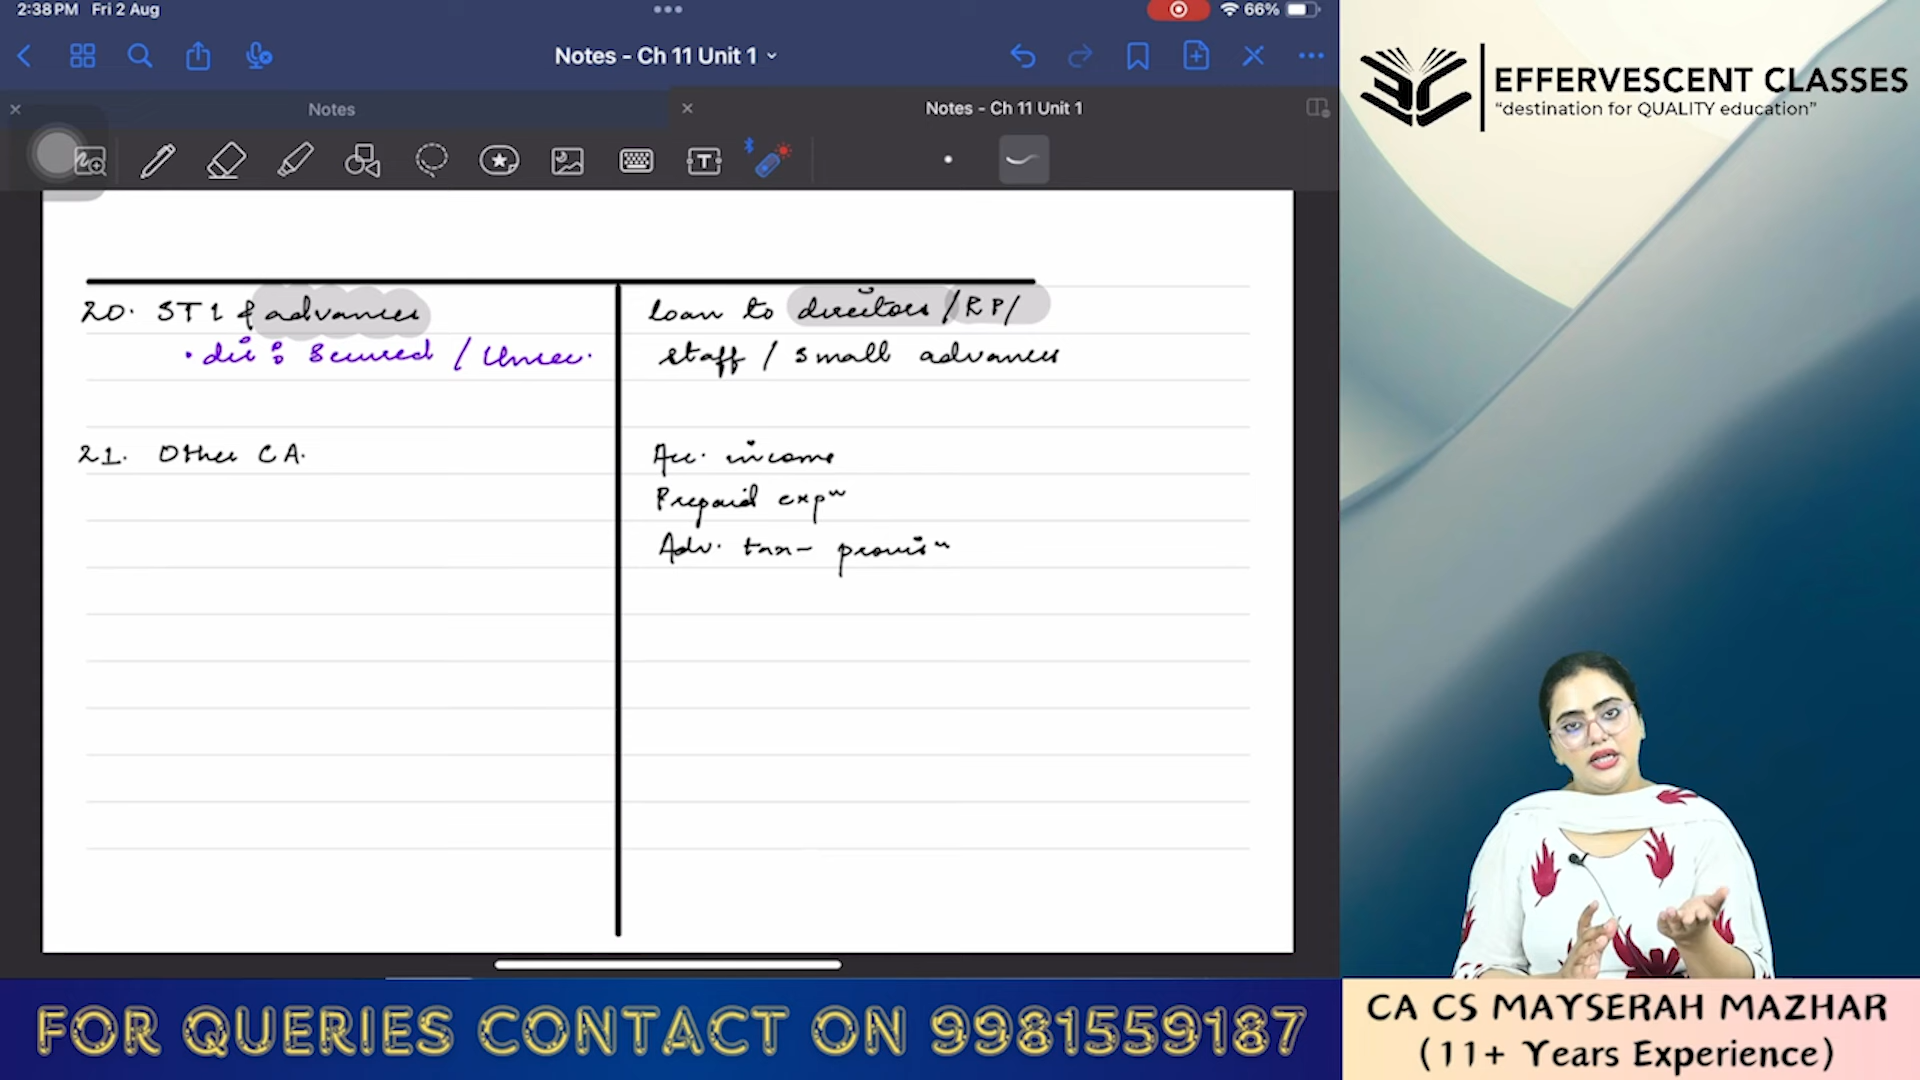 2:38 PM Fri 2 Aug
66%
Notes - Ch 11 Unit 1
Notes
Notes - Ch 11 Unit 1
EFFERVESCENT CLASSES
"destination for QUALITY education"
20. STL & advances
loan to directors / RP /
• dis : Secured / Unsec.
staff / small advances
21. Other CA.
Acc. income
Prepaid expⁿ
Adv. tax - provisⁿ
FOR QUERIES CONTACT ON 9981559187
CA CS MAYSERAH MAZHAR
(11+ Years Experience)